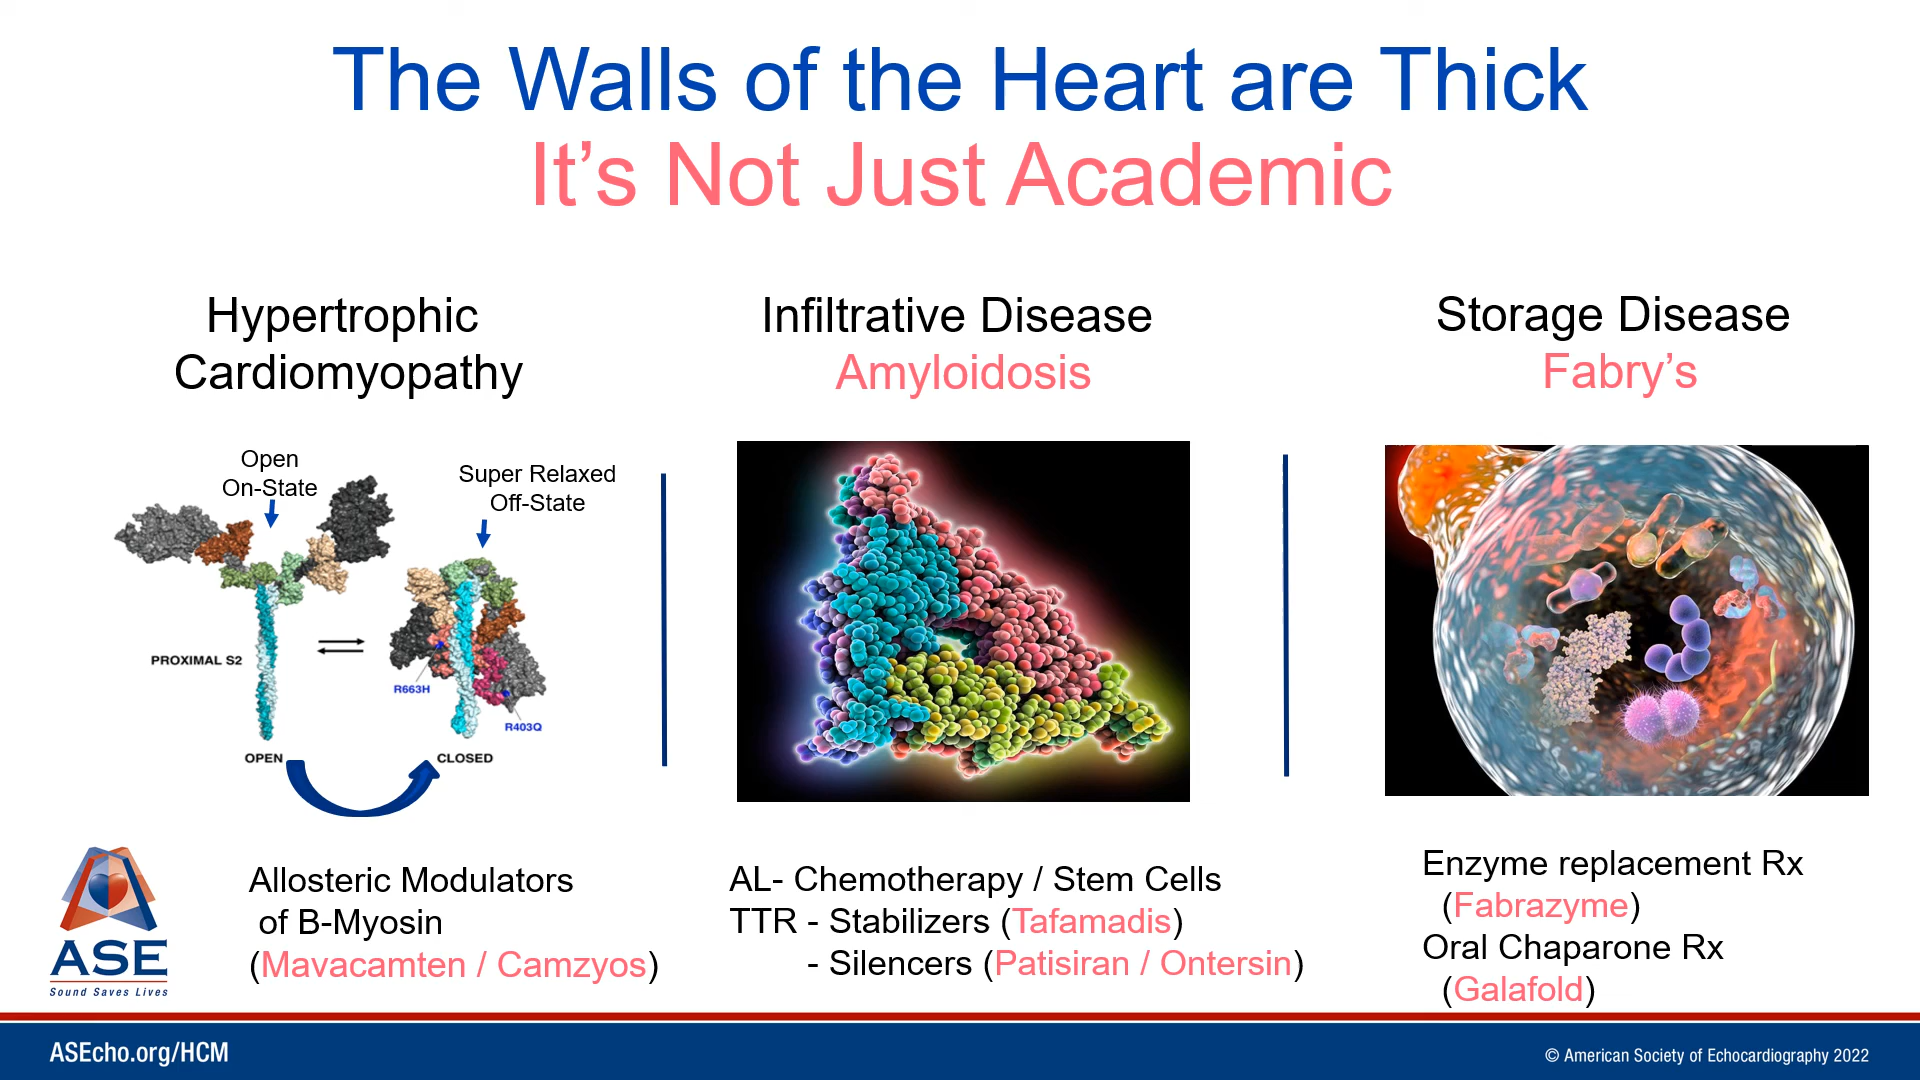 The Walls of the Heart are Thick
It's Not Just Academic
Hypertrophic
Cardiomyopathy
Open
On-State
Super Relaxed
Off-State
PROXIMAL S2
R663H
R403Q
OPEN
CLOSED
Allosteric Modulators
of B-Myosin
(Mavacamten / Camzyos)
Infiltrative Disease
Amyloidosis
AL- Chemotherapy / Stem Cells
TTR - Stabilizers (Tafamadis)
- Silencers (Patisiran / Ontersin)
Storage Disease
Fabry's
Enzyme replacement Rx
(Fabrazyme)
Oral Chaparone Rx
(Galafold)
ASE
Sound Saves Lives
ASEcho.org/HCM
© American Society of Echocardiography 2022